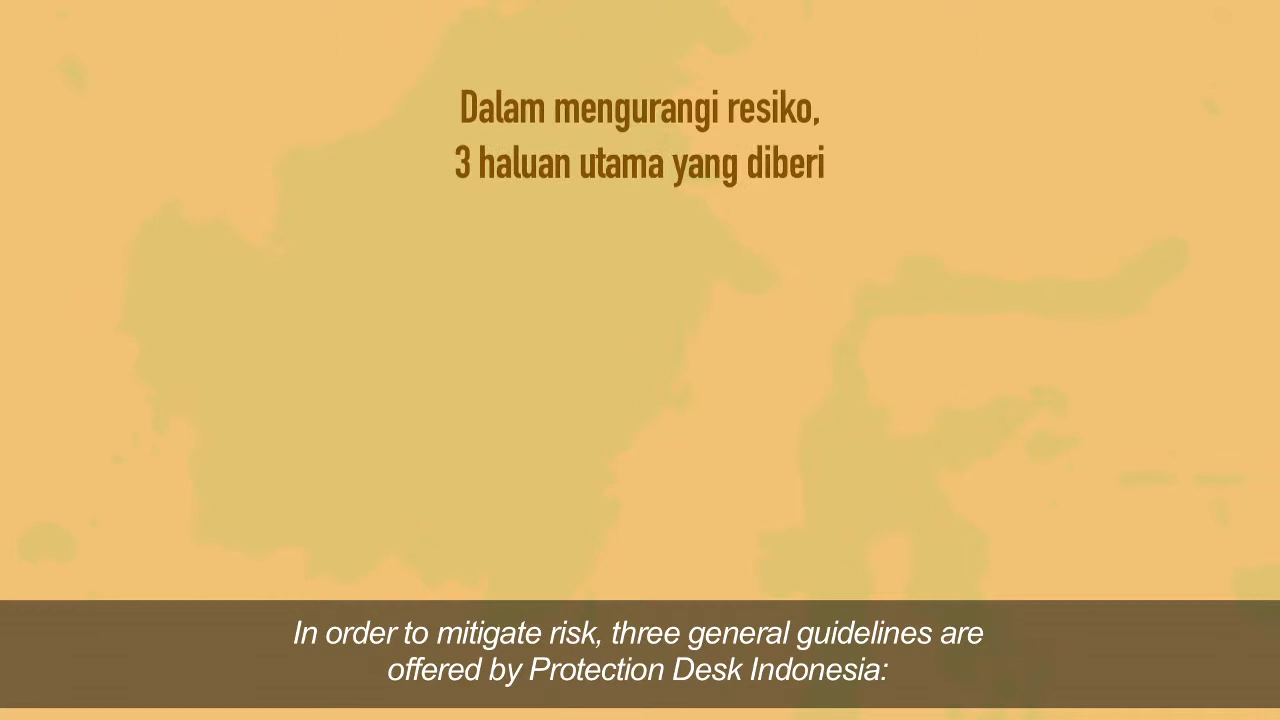 Dalam mengurangi resiko,
3 haluan utama yang diberi
In order to mitigate risk, three general guidelines are
offered by Protection Desk Indonesia: